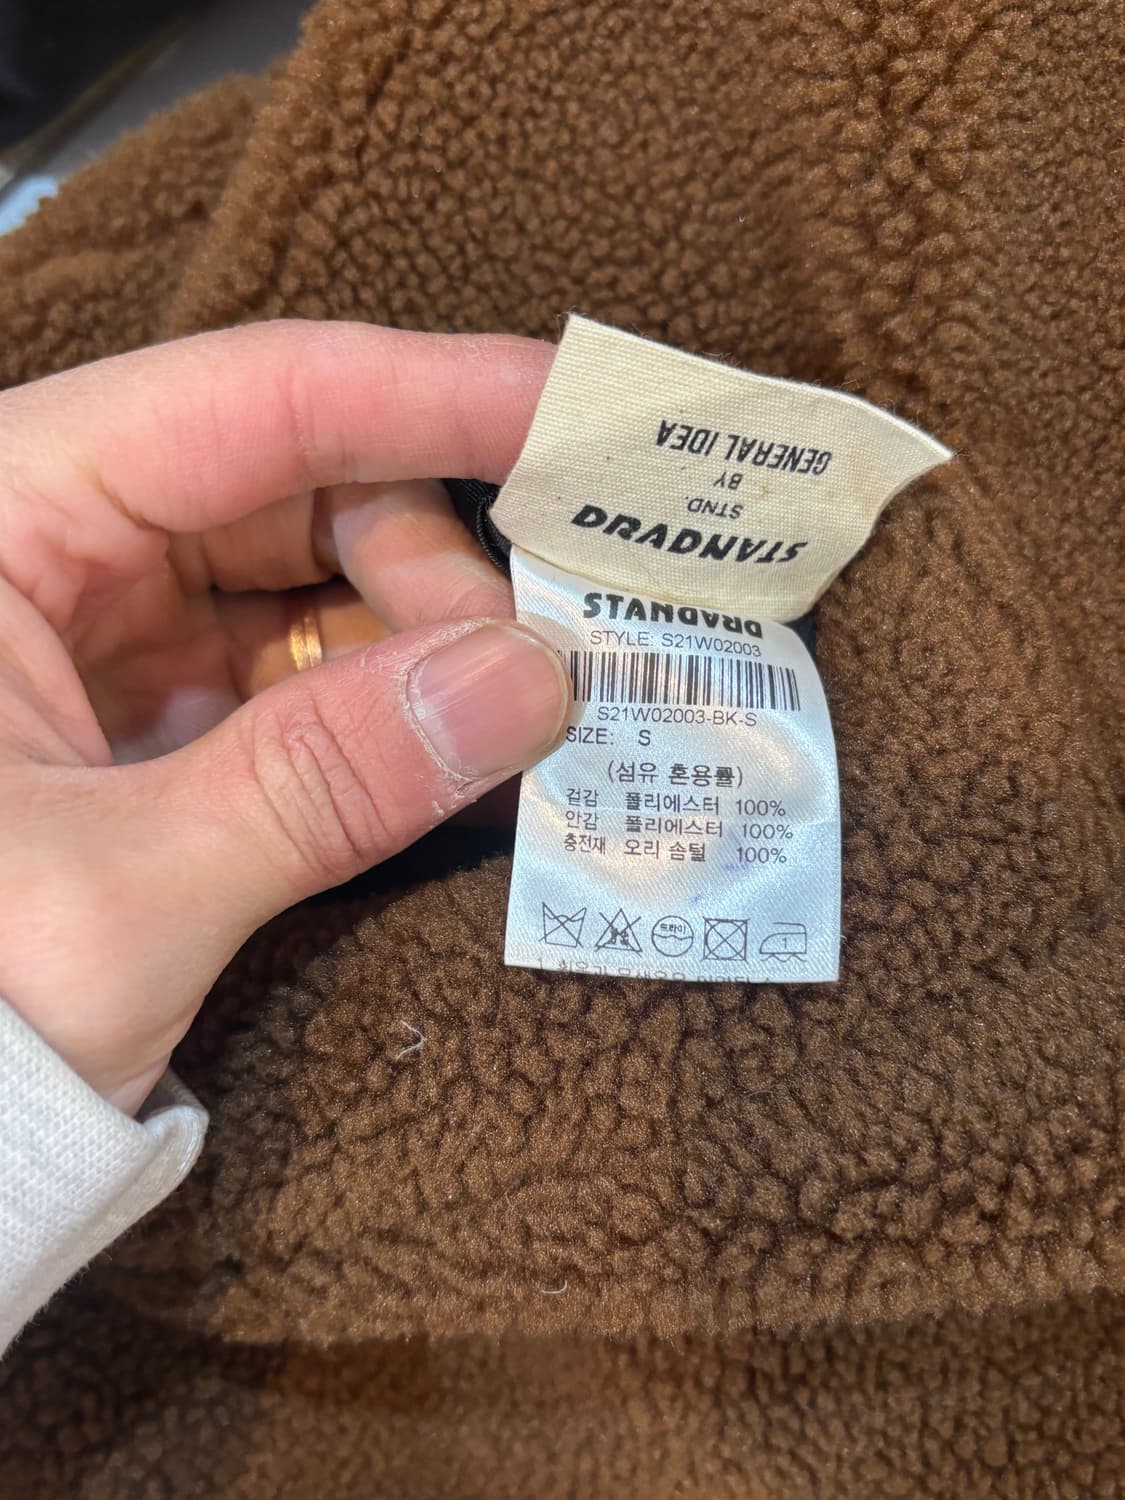 STANDARD
STND.
BY
GENERAL IDEA
STANDARD
STYLE: S21W02003
S21W02003-BK-S
SIZE: S
(섬유 혼용률)
겉감 폴리에스터 100%
안감 폴리에스터 100%
충전재 오리 솜털 100%
드라이
1